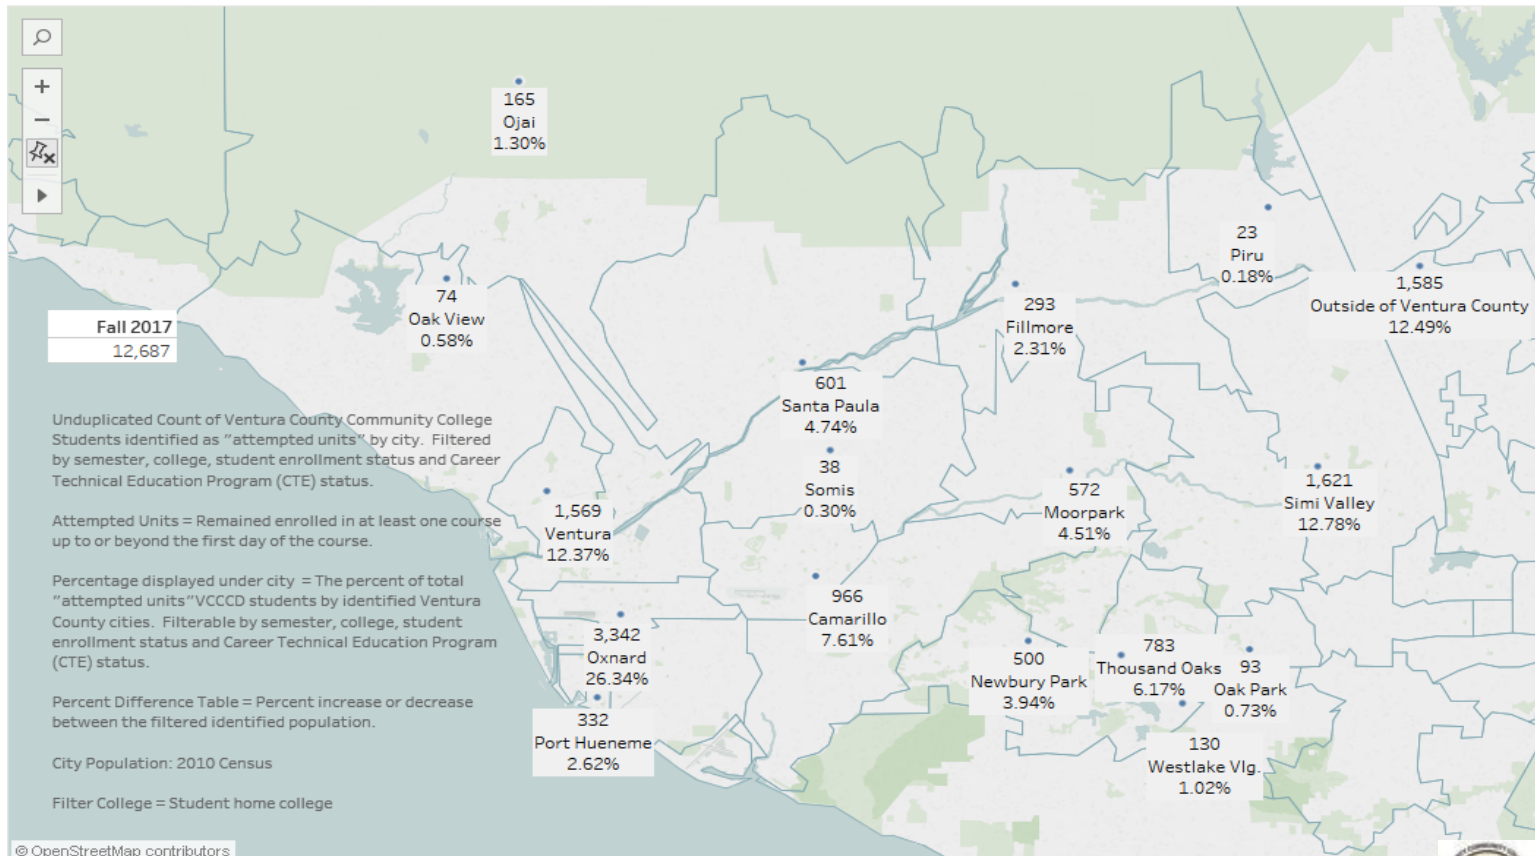 165
Ojai
1.30%
23
Piru
0.18%
1,585
Outside of Ventura County
12.49%
74
Oak View
0.58%
293
Fillmore
2.31%
Fall 2017
12,687
601
Santa Paula
4.74%
Unduplicated Count of Ventura County Community College
Students identified as "attempted units" by city.  Filtered
by semester, college, student enrollment status and Career
Technical Education Program (CTE) status.
Attempted Units = Remained enrolled in at least one course
up to or beyond the first day of the course.
Percentage displayed under city  = The percent of total
"attempted units"VCCCD students by identified Ventura
County cities.  Filterable by semester, college, student
enrollment status and Career Technical Education Program
(CTE) status.
Percent Difference Table = Percent increase or decrease
between the filtered identified population.
City Population: 2010 Census
Filter College = Student home college
38
Somis
0.30%
1,569
Ventura
12.37%
572
Moorpark
4.51%
1,621
Simi Valley
12.78%
966
Camarillo
7.61%
3,342
Oxnard
26.34%
500
Newbury Park
3.94%
783
Thousand Oaks
6.17%
93
Oak Park
0.73%
332
Port Hueneme
2.62%
130
Westlake Vlg.
1.02%
© OpenStreetMap contributors